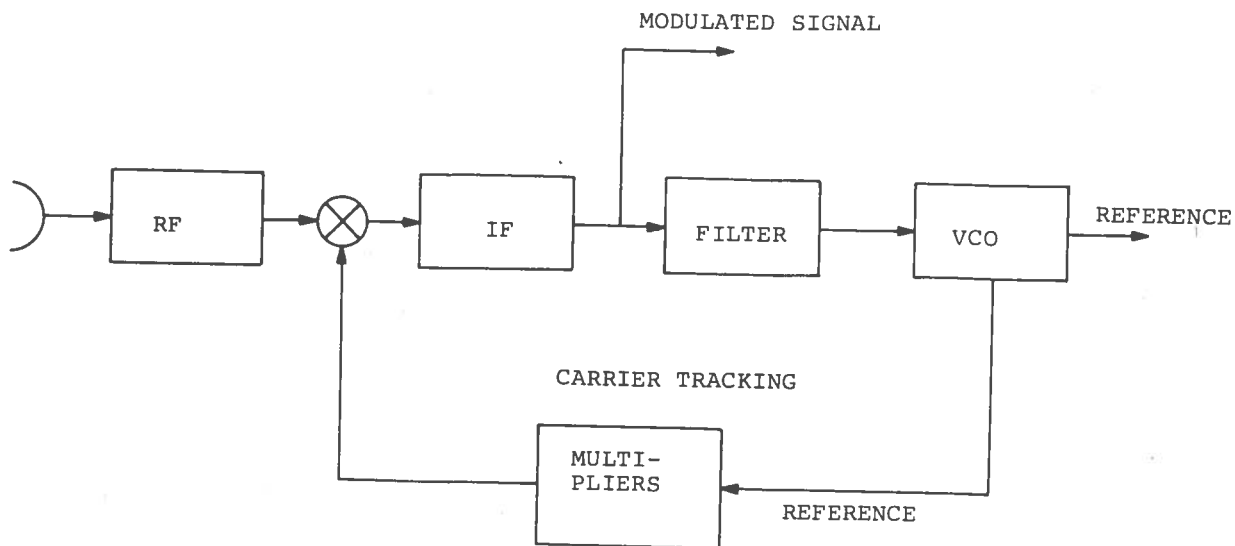 MODULATED SIGNAL
RF
IF
FILTER
VCO
REFERENCE
CARRIER TRACKING
MULTI-
PLIERS
REFERENCE